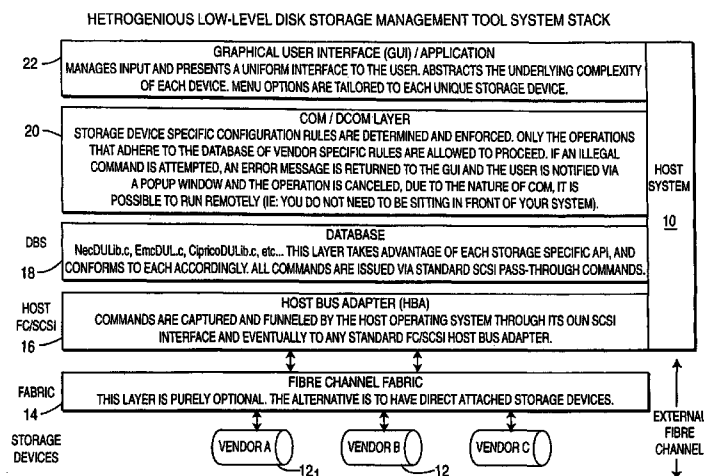 HETROGENIOUS LOW-LEVEL DISK STORAGE MANAGEMENT TOOL SYSTEM STACK
22
GRAPHICAL USER INTERFACE (GUI) / APPLICATION
MANAGES INPUT AND PRESENTS A UNIFORM INTERFACE TO THE USER. ABSTRACTS THE UNDERLYING COMPLEXITY
OF EACH DEVICE. MENU OPTIONS ARE TAILORED TO EACH UNIQUE STORAGE DEVICE.
20
COM / DCOM LAYER
STORAGE DEVICE SPECIFIC CONFIGURATION RULES ARE DETERMINED AND ENFORCED. ONLY THE OPERATIONS
THAT ADHERE TO THE DATABASE OF VENDOR SPECIFIC RULES ARE ALLOWED TO PROCEED. IF AN ILLEGAL
COMMAND IS ATTEMPTED, AN ERROR MESSAGE IS RETURNED TO THE GUI AND THE USER IS NOTIFIED VIA
A POPUP WINDOW AND THE OPERATION IS CANCELED, DUE TO THE NATURE OF COM, IT IS
POSSIBLE TO RUN REMOTELY (IE: YOU DO NOT NEED TO BE SITTING IN FRONT OF YOUR SYSTEM).
HOST
SYSTEM
10
DBS
18
DATABASE
NecDULib.c, EmcDUL.c, CipricoDULib.c, etc... THIS LAYER TAKES ADVANTAGE OF EACH STORAGE SPECIFIC API, AND
CONFORMS TO EACH ACCORDINGLY. ALL COMMANDS ARE ISSUED VIA STANDARD SCSI PASS-THROUGH COMMANDS.
HOST
FC/SCSI
16
HOST BUS ADAPTER (HBA)
COMMANDS ARE CAPTURED AND FUNNELED BY THE HOST OPERATING SYSTEM THROUGH ITS OUN SCSI
INTERFACE AND EVENTUALLY TO ANY STANDARD FC/SCSI HOST BUS ADAPTER.
FABRIC
14
FIBRE CHANNEL FABRIC
THIS LAYER IS PURELY OPTIONAL. THE ALTERNATIVE IS TO HAVE DIRECT ATTACHED STORAGE DEVICES.
EXTERNAL
FIBRE
CHANNEL
STORAGE
DEVICES
VENDOR A
VENDOR B
VENDOR C
12₁
12